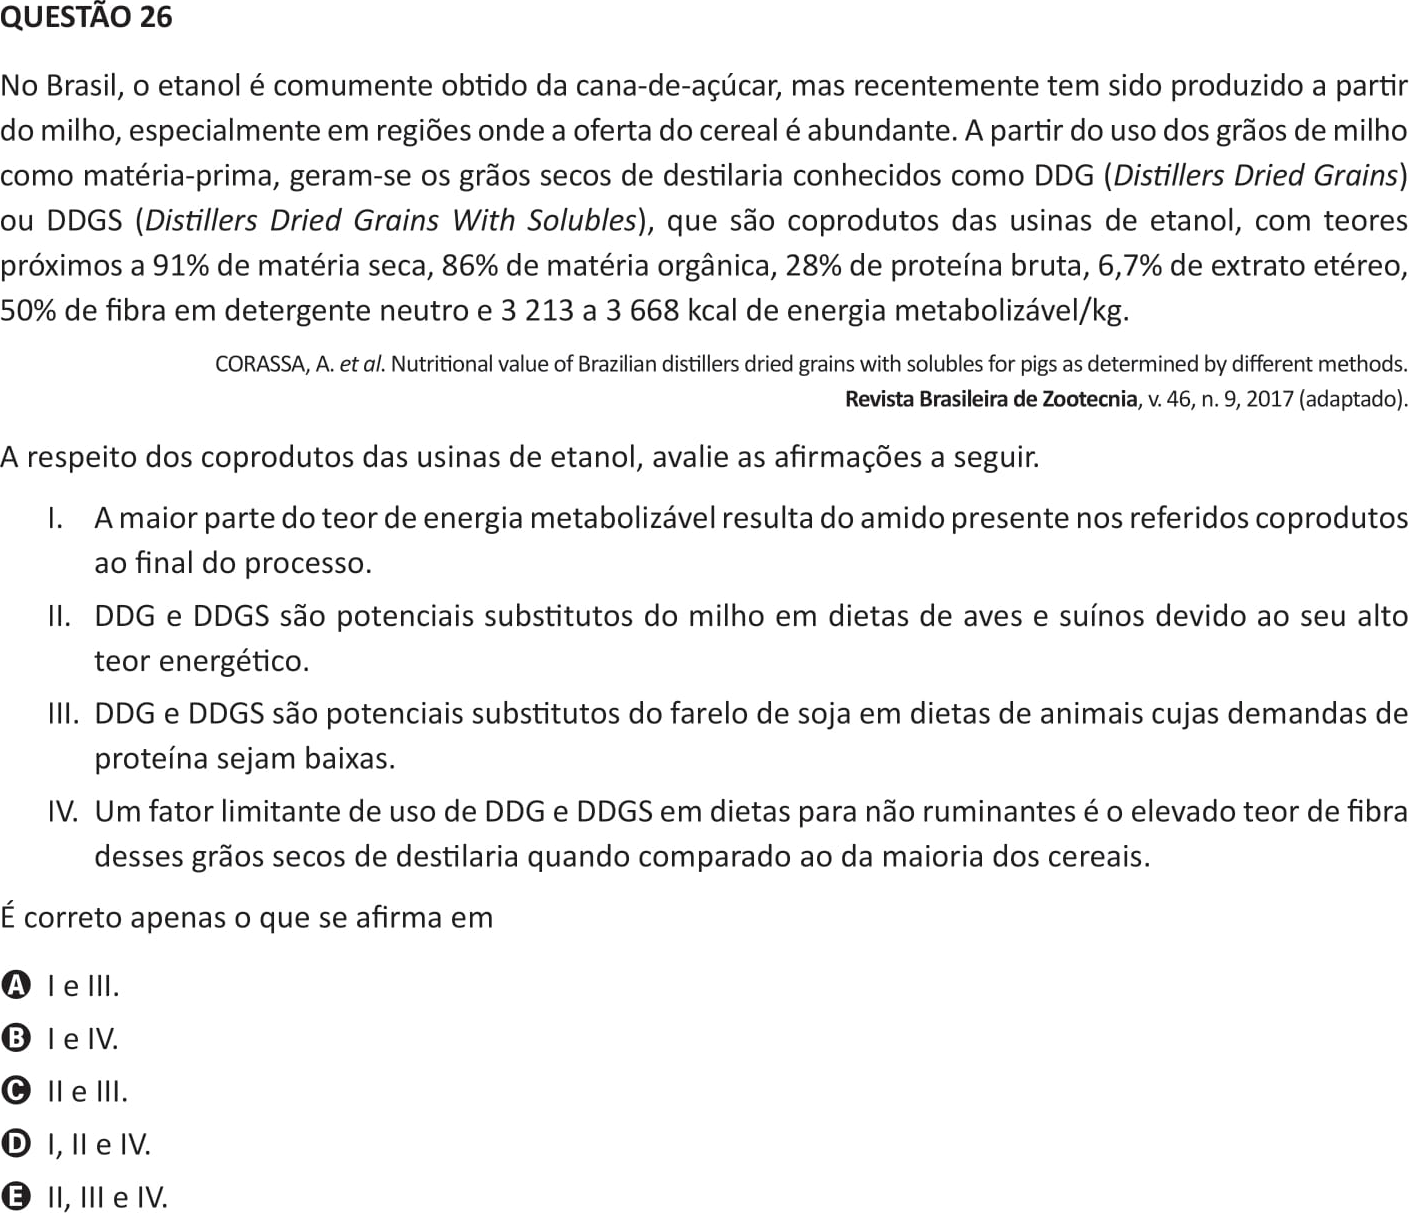 QUESTÃO 26
No Brasil, o etanol é comumente obtido da cana-de-açúcar, mas recentemente tem sido produzido a partir
do milho, especialmente em regiões onde a oferta do cereal é abundante. A partir do uso dos grãos de milho
como matéria-prima, geram-se os grãos secos de destilaria conhecidos como DDG (Distillers Dried Grains)
ou DDGS (Distillers Dried Grains With Solubles), que são coprodutos das usinas de etanol, com teores
próximos a 91% de matéria seca, 86% de matéria orgânica, 28% de proteína bruta, 6,7% de extrato etéreo,
50% de fibra em detergente neutro e 3 213 a 3 668 kcal de energia metabolizável/kg.
CORASSA, A. et al. Nutritional value of Brazilian distillers dried grains with solubles for pigs as determined by different methods.
Revista Brasileira de Zootecnia, v. 46, n. 9, 2017 (adaptado).
A respeito dos coprodutos das usinas de etanol, avalie as afirmações a seguir.
I. A maior parte do teor de energia metabolizável resulta do amido presente nos referidos coprodutos
ao final do processo.
II. DDG e DDGS são potenciais substitutos do milho em dietas de aves e suínos devido ao seu alto
teor energético.
III. DDG e DDGS são potenciais substitutos do farelo de soja em dietas de animais cujas demandas de
proteína sejam baixas.
IV. Um fator limitante de uso de DDG e DDGS em dietas para não ruminantes é o elevado teor de fibra
desses grãos secos de destilaria quando comparado ao da maioria dos cereais.
É correto apenas o que se afirma em
A I e III.
B I e IV.
C II e III.
D I, II e IV.
E II, III e IV.